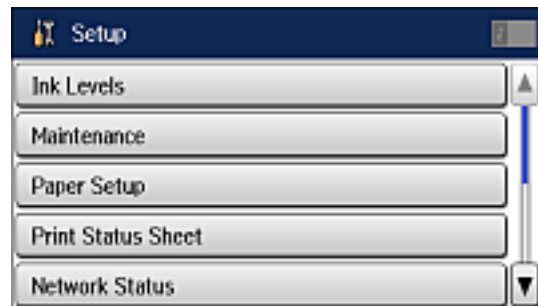 Setup
Ink Levels
Maintenance
Paper Setup
Print Status Sheet
Network Status